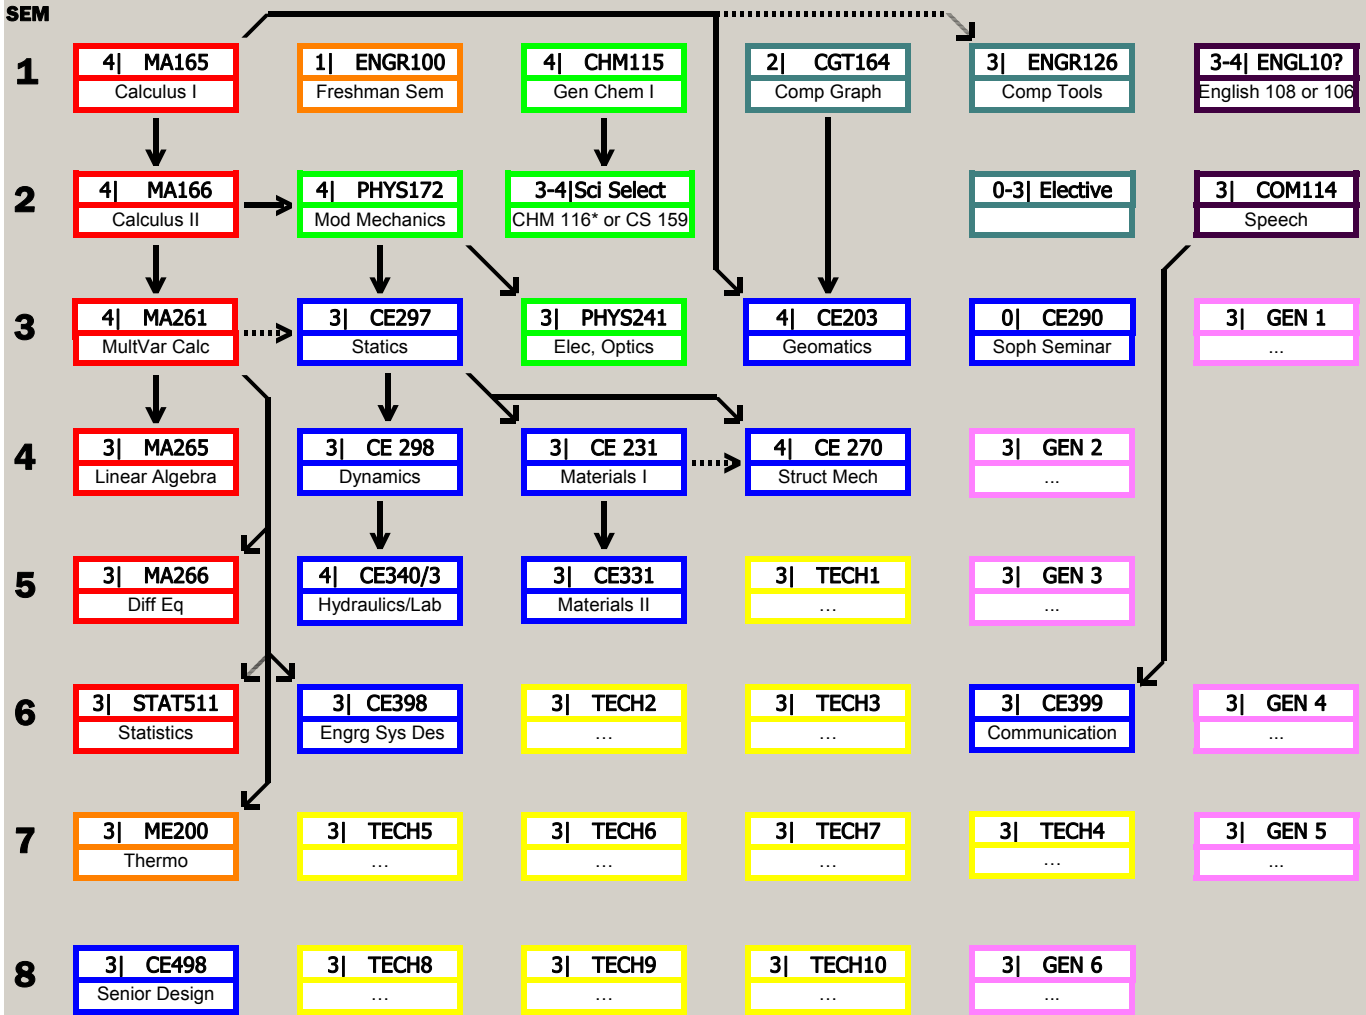 SEM
1
4| MA165
Calculus I
1| ENGR100
Freshman Sem
4| CHM115
Gen Chem I
2| CGT164
Comp Graph
3| ENGR126
Comp Tools
3-4| ENGL10?
English 108 or 106
2
4| MA166
Calculus II
4| PHYS172
Mod Mechanics
3-4|Sci Select
CHM 116* or CS 159
0-3| Elective
3| COM114
Speech
3
4| MA261
MultVar Calc
3| CE297
Statics
3| PHYS241
Elec, Optics
4| CE203
Geomatics
0| CE290
Soph Seminar
3| GEN 1
...
4
3| MA265
Linear Algebra
3| CE 298
Dynamics
3| CE 231
Materials I
4| CE 270
Struct Mech
3| GEN 2
...
5
3| MA266
Diff Eq
4| CE340/3
Hydraulics/Lab
3| CE331
Materials II
3| TECH1
...
3| GEN 3
...
6
3| STAT511
Statistics
3| CE398
Engrg Sys Des
3| TECH2
...
3| TECH3
...
3| CE399
Communication
3| GEN 4
...
7
3| ME200
Thermo
3| TECH5
...
3| TECH6
...
3| TECH7
...
3| TECH4
...
3| GEN 5
...
8
3| CE498
Senior Design
3| TECH8
...
3| TECH9
...
3| TECH10
...
3| GEN 6
...